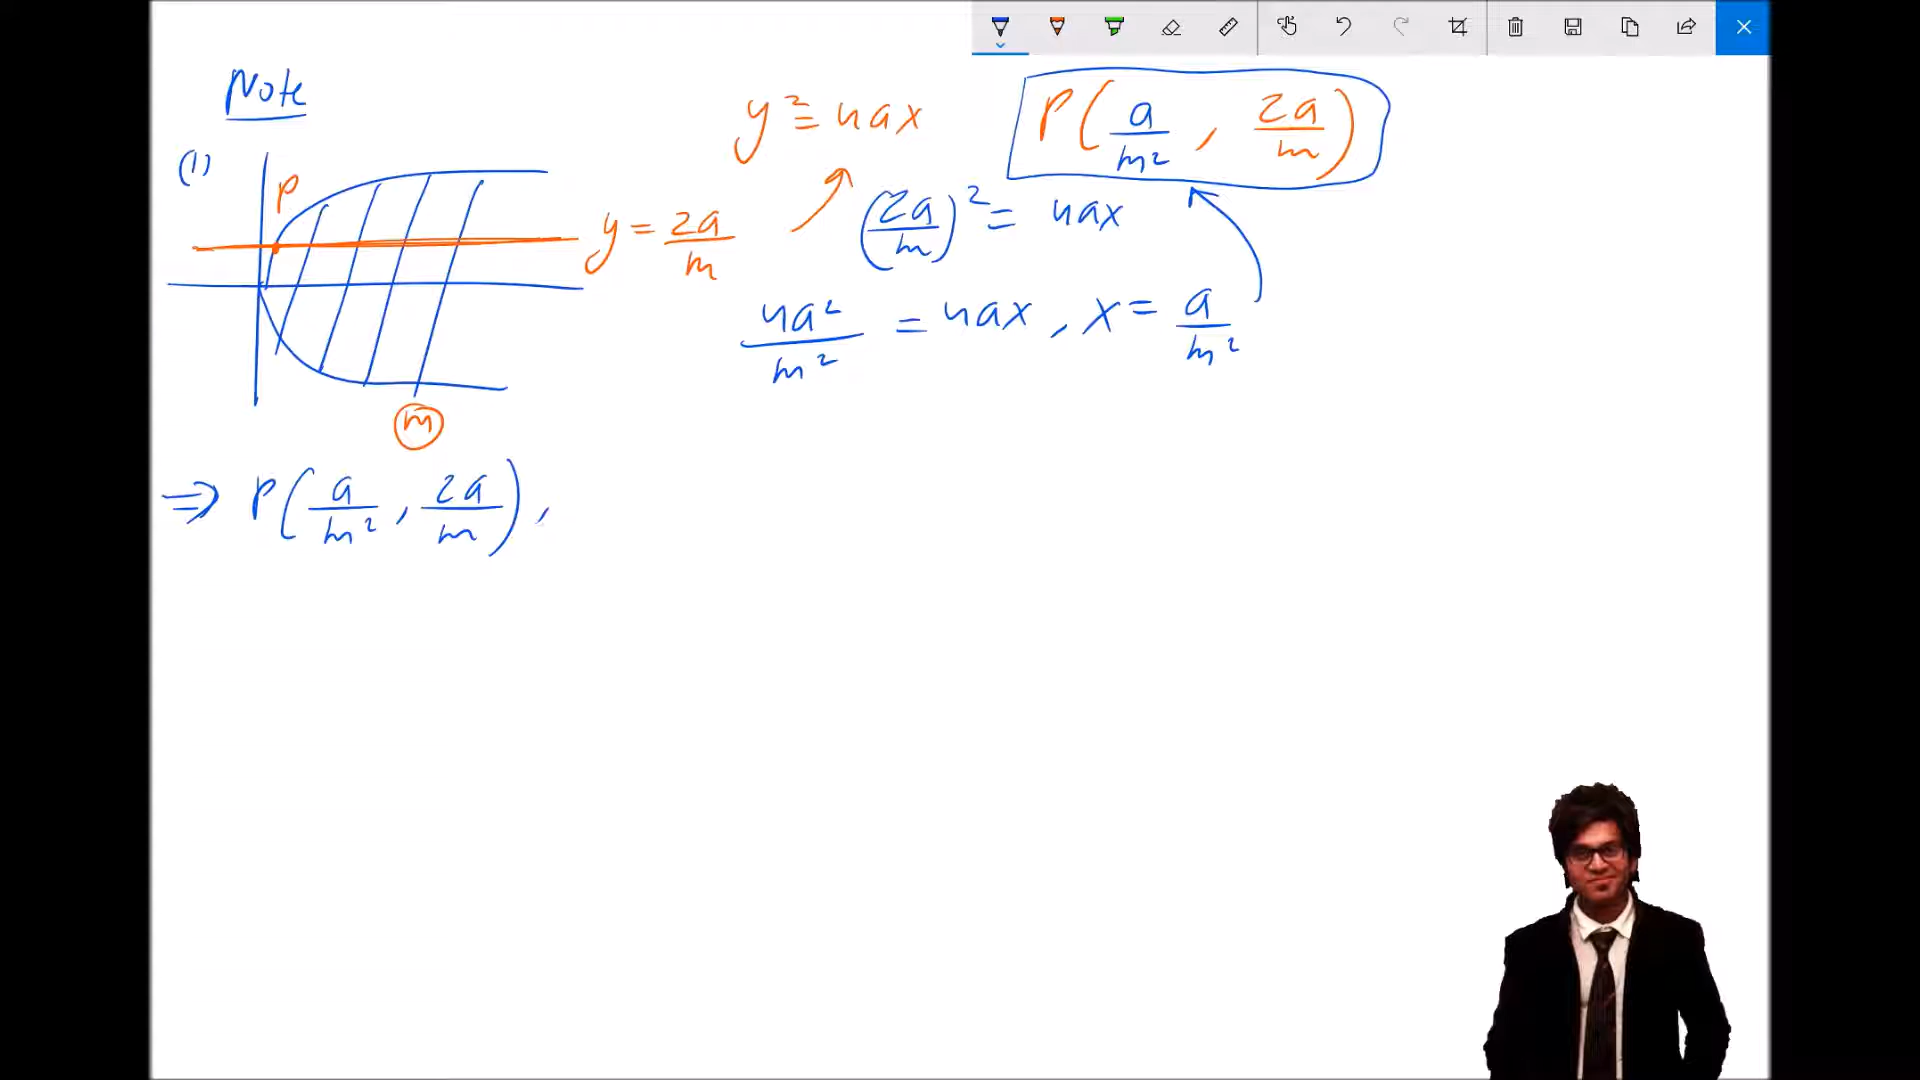 Note
(1)
P
y = 2a/m
m
y² = 4ax
P(a/m², 2a/m)
(2a/m)² = 4ax
4a²/m² = 4ax, x = a/m²
⇒ P(a/m², 2a/m),